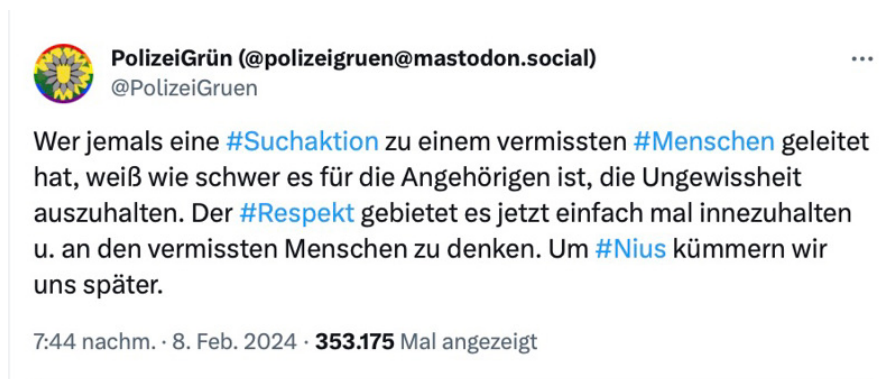 PolizeiGrün (@polizeigruen@mastodon.social)
@PolizeiGruen
Wer jemals eine #Suchaktion zu einem vermissten #Menschen geleitet
hat, weiß wie schwer es für die Angehörigen ist, die Ungewissheit
auszuhalten. Der #Respekt gebietet es jetzt einfach mal innezuhalten
u. an den vermissten Menschen zu denken. Um #Nius kümmern wir
uns später.
7:44 nachm. · 8. Feb. 2024 · 353.175 Mal angezeigt